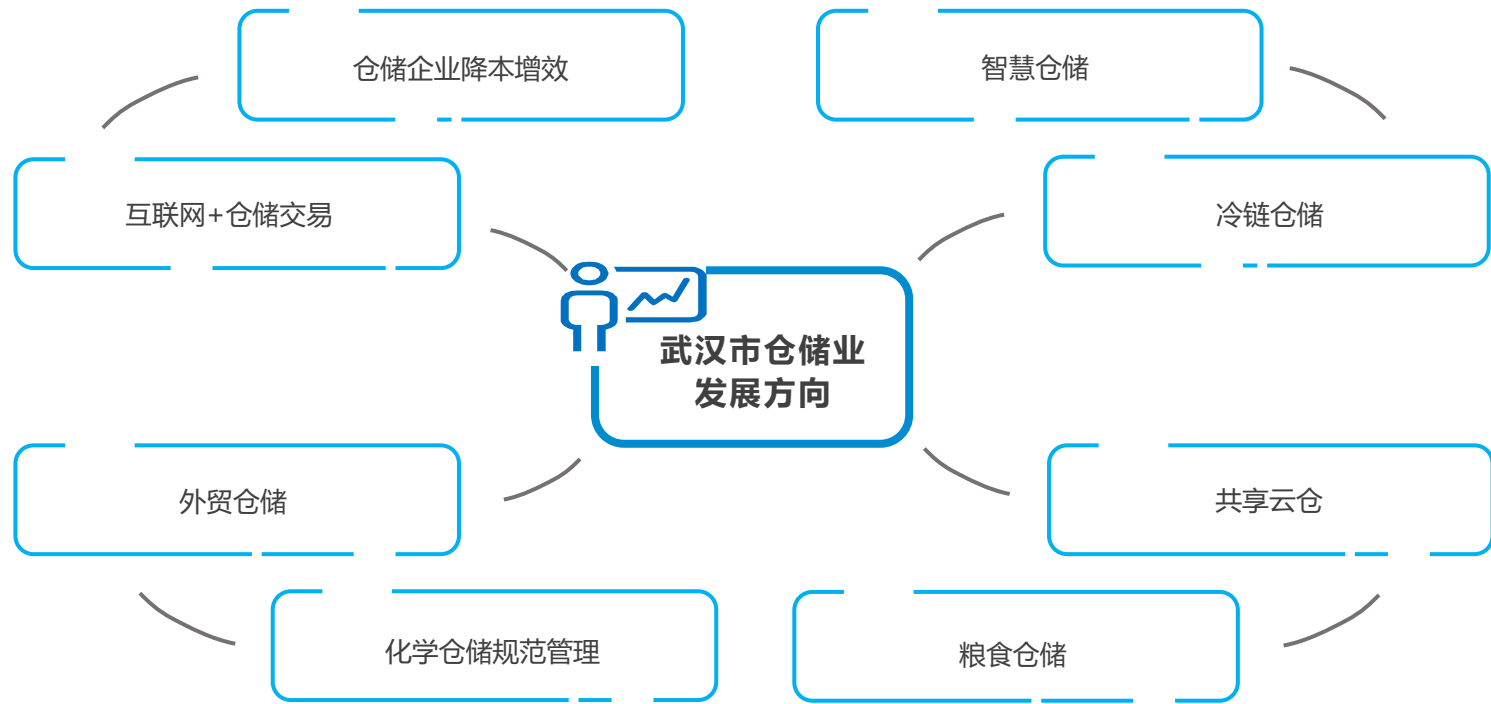 仓储企业降本增效
智慧仓储
互联网+仓储交易
冷链仓储
武汉市仓储业
发展方向
外贸仓储
共享云仓
化学仓储规范管理
粮食仓储